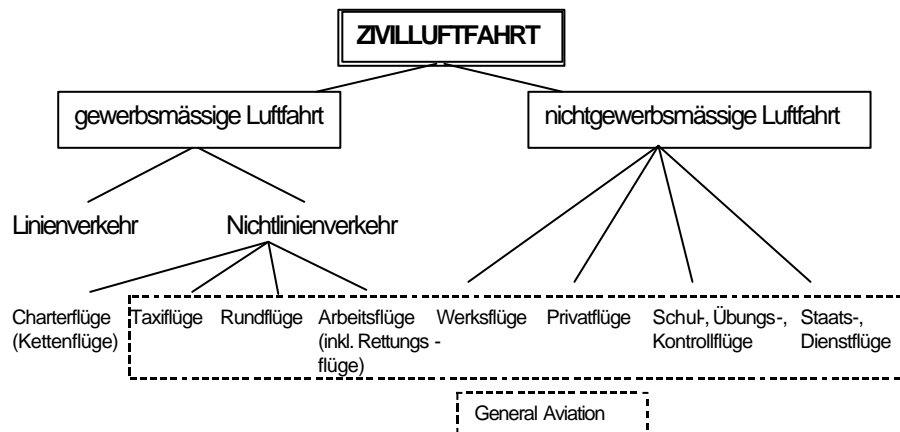 ZIVILLUFTFAHRT
gewerbsmässige Luftfahrt
nichtgewerbsmässige Luftfahrt
Linienverkehr
Nichtlinienverkehr
Charterflüge
(Kettenflüge)
Taxiflüge
Rundflüge
Arbeitsflüge
(inkl. Rettungs -
flüge)
Werksflüge
Privatflüge
Schul-, Übungs-,
Kontrollflüge
Staats-,
Dienstflüge
General Aviation